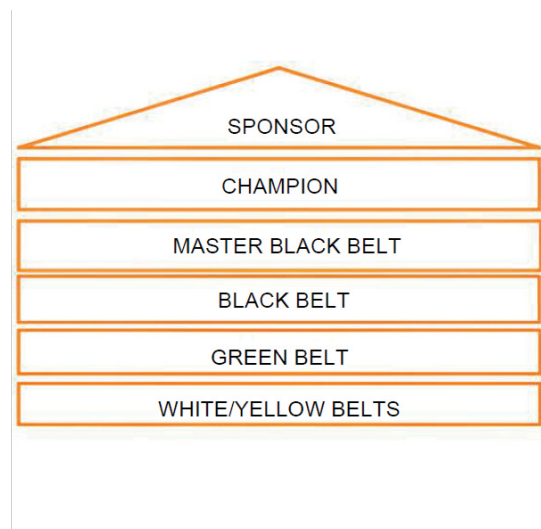 SPONSOR
CHAMPION
MASTER BLACK BELT
BLACK BELT
GREEN BELT
WHITE/YELLOW BELTS